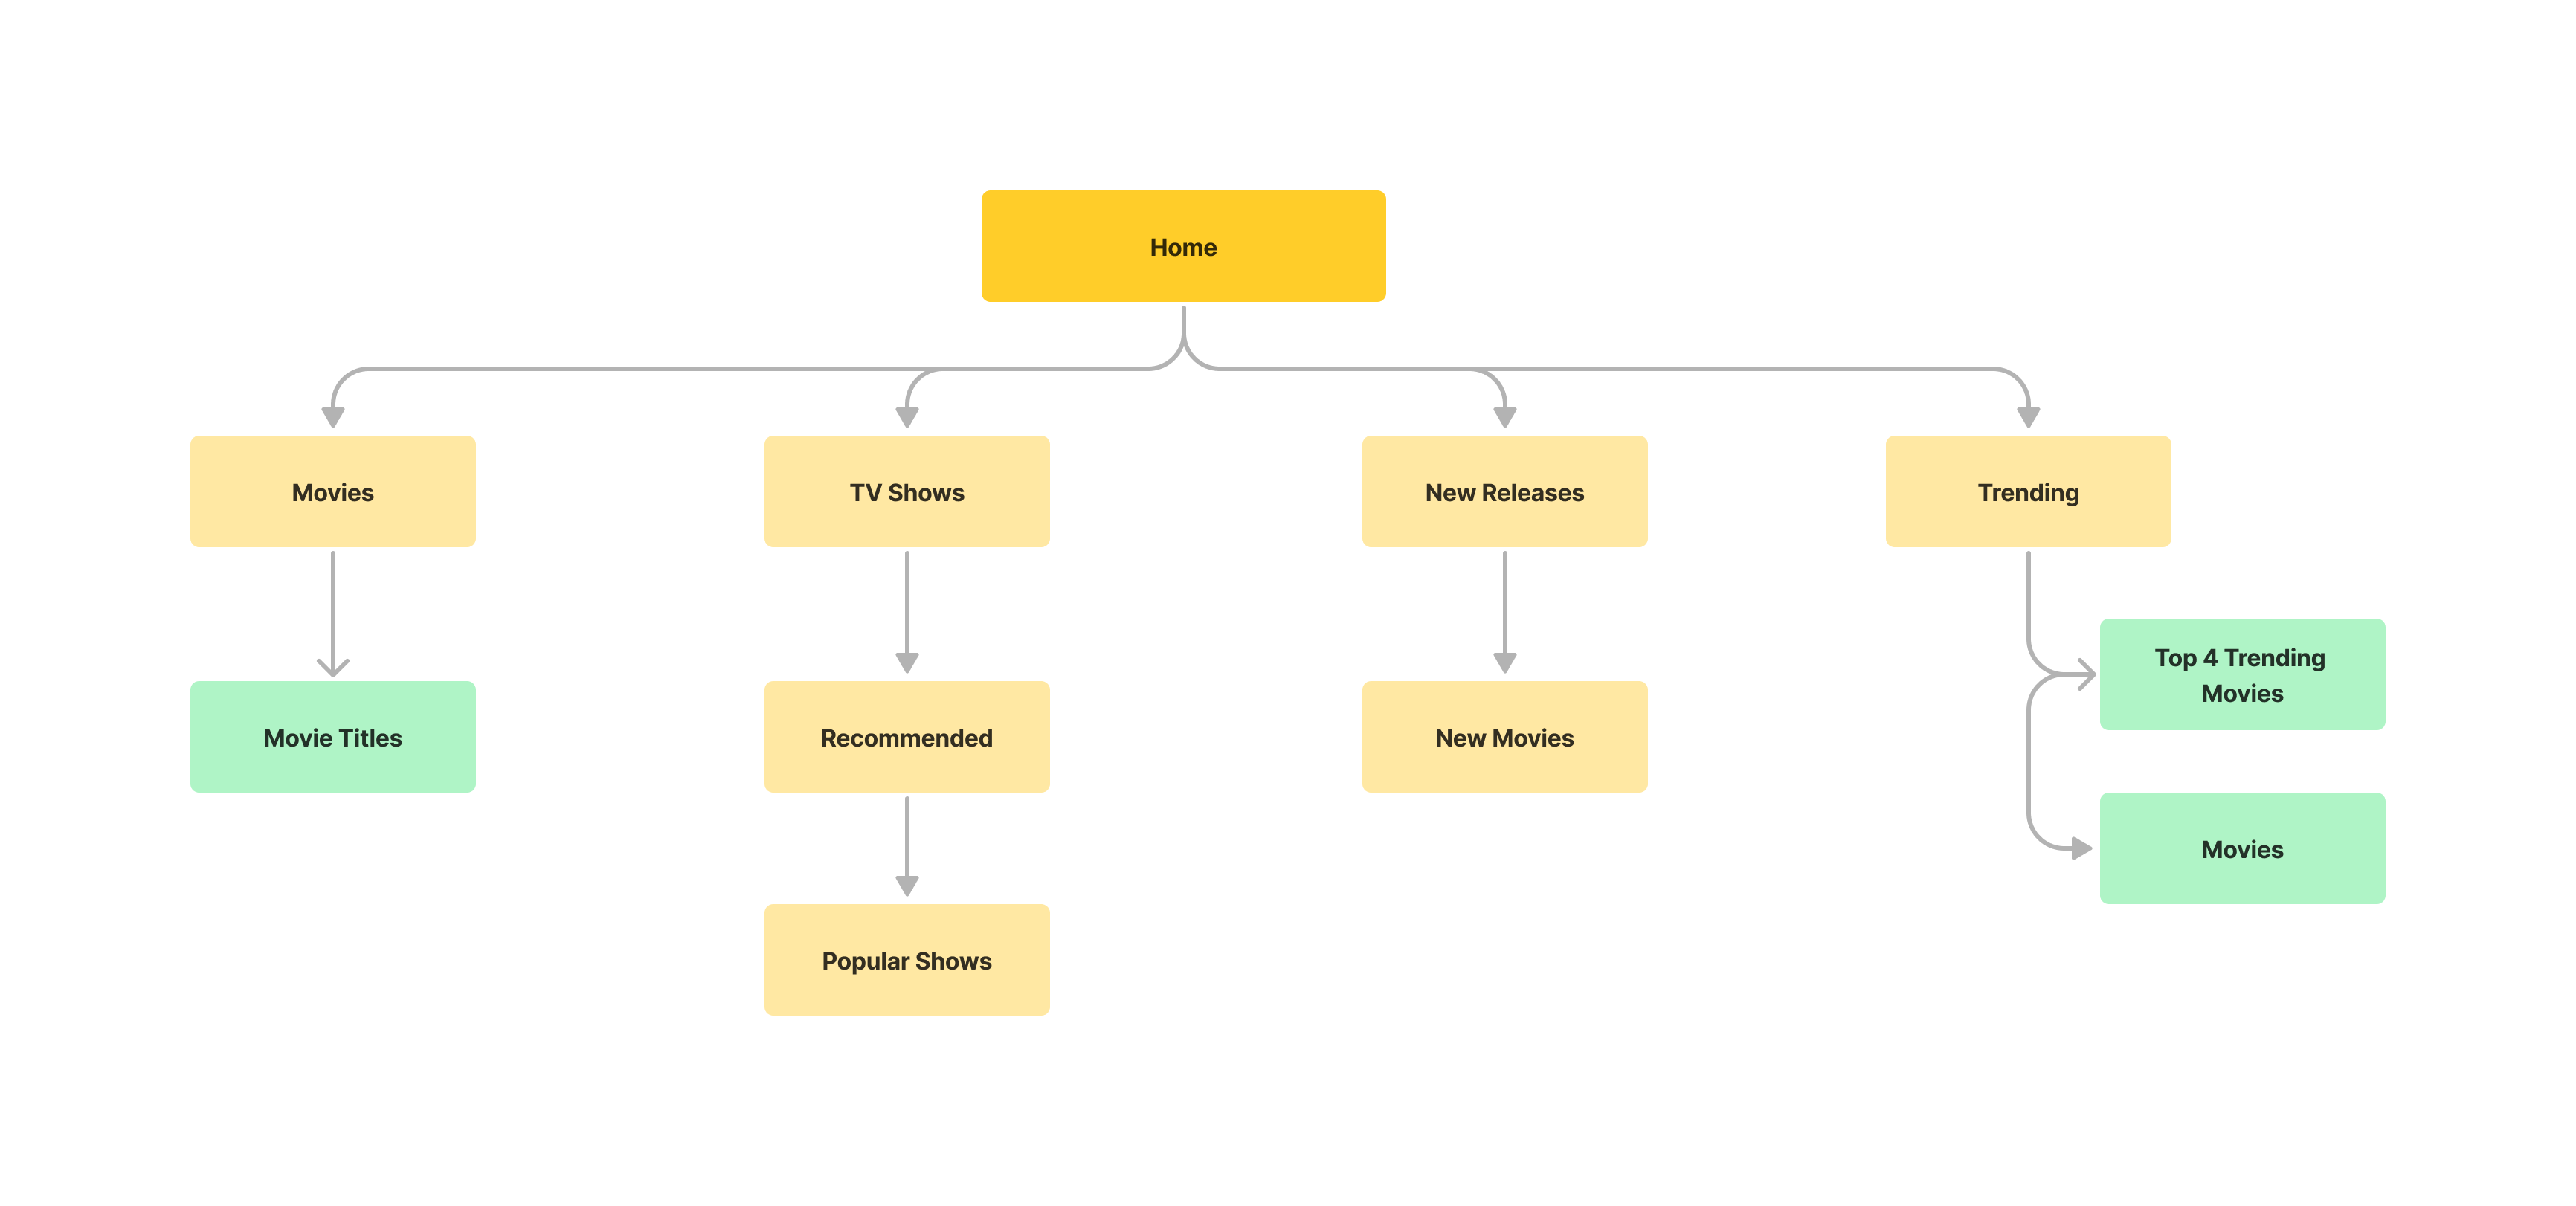 Home
Movies
TV Shows
New Releases
Trending
Top 4 Trending
Movies
Movie Titles
Recommended
New Movies
Movies
Popular Shows